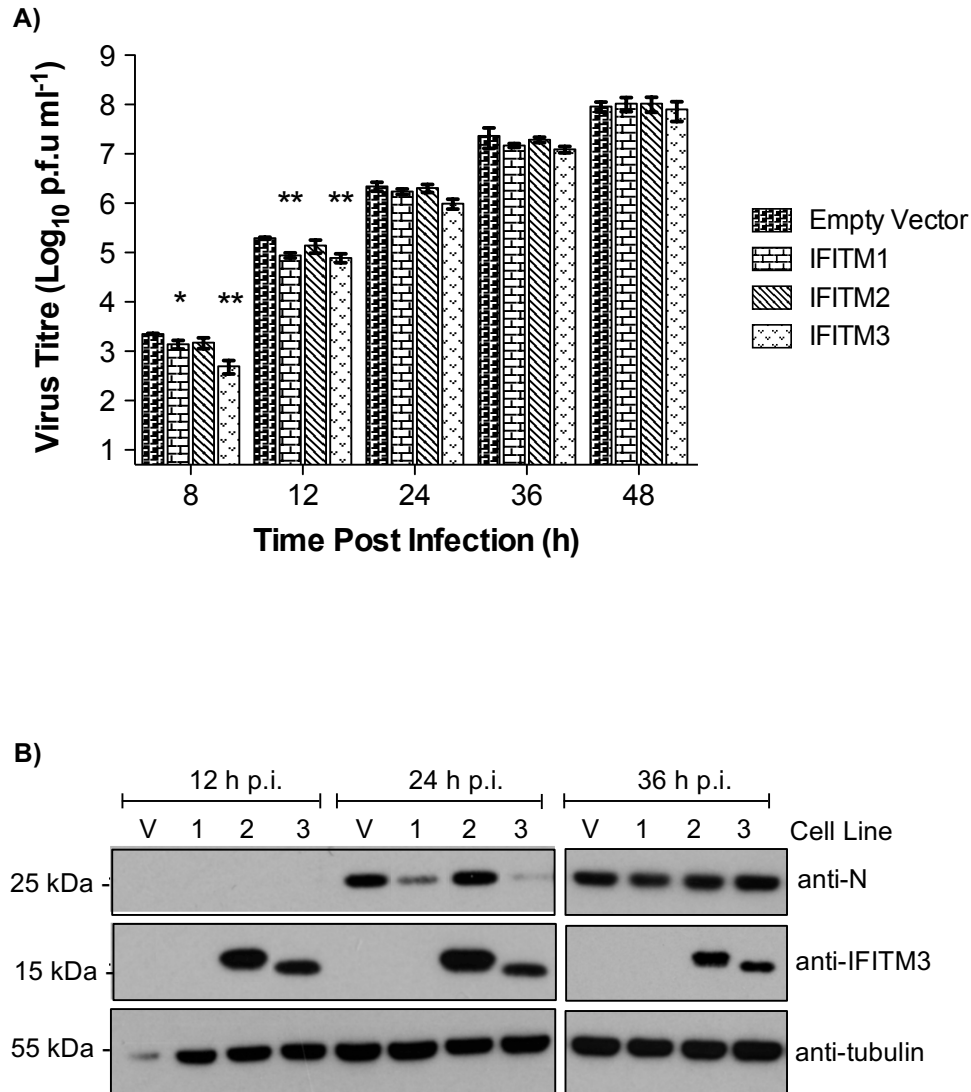 A)
Virus Titre (Log10 p.f.u ml-1)
9
8
7
6
5
4
3
2
1
* ** ** **
8 12 24 36 48
Time Post Infection (h)
Empty Vector
IFITM1
IFITM2
IFITM3
B)
12 h p.i. 24 h p.i. 36 h p.i.
V 1 2 3 V 1 2 3 V 1 2 3 Cell Line
25 kDa - anti-N
15 kDa - anti-IFITM3
55 kDa - anti-tubulin